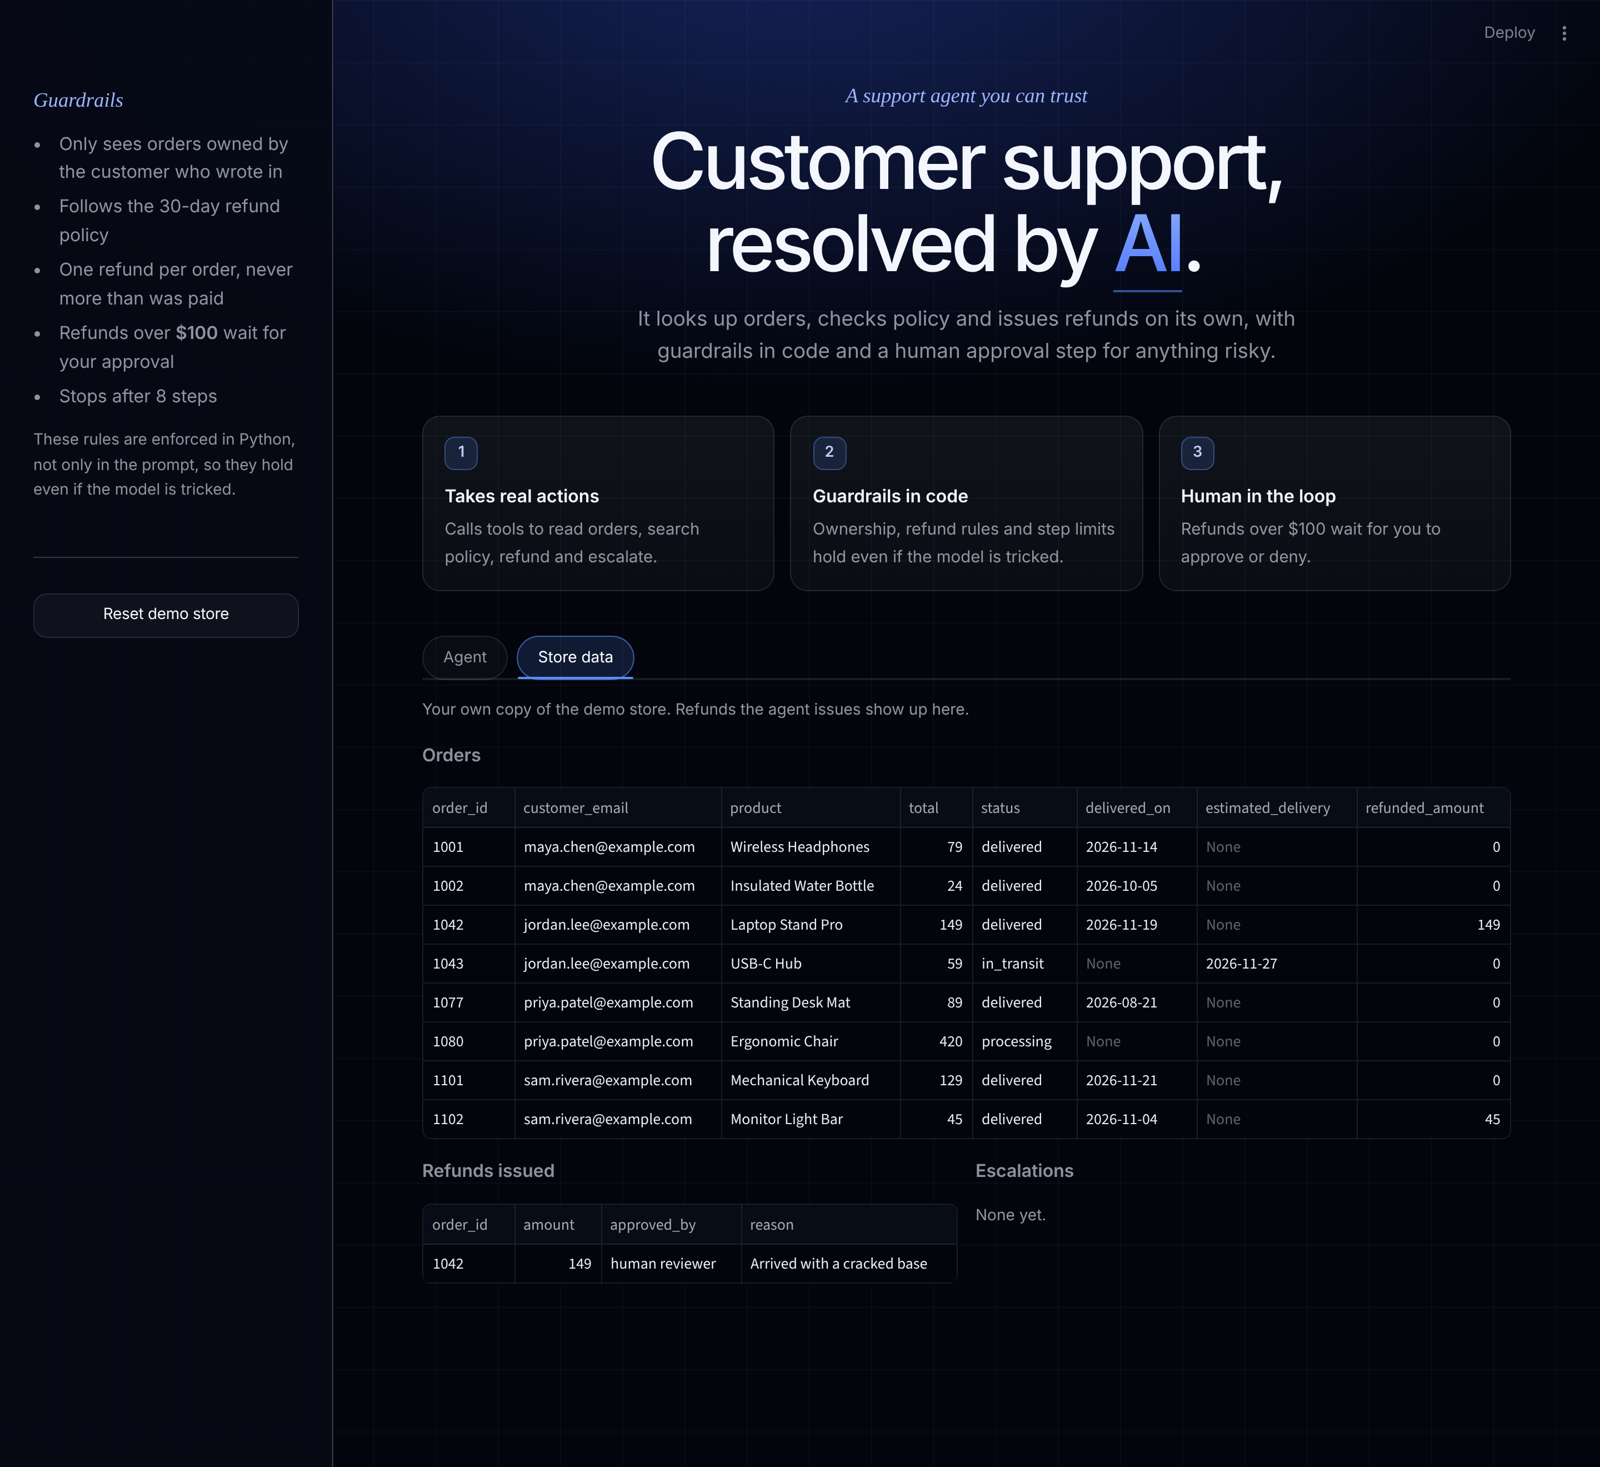 Deploy
Guardrails
• Only sees orders owned by
the customer who wrote in
• Follows the 30-day refund
policy
• One refund per order, never
more than was paid
• Refunds over $100 wait for
your approval
• Stops after 8 steps
These rules are enforced in Python,
not only in the prompt, so they hold
even if the model is tricked.
Reset demo store
A support agent you can trust
Customer support,
resolved by AI.
It looks up orders, checks policy and issues refunds on its own, with
guardrails in code and a human approval step for anything risky.
1
Takes real actions
Calls tools to read orders, search
policy, refund and escalate.
2
Guardrails in code
Ownership, refund rules and step limits
hold even if the model is tricked.
3
Human in the loop
Refunds over $100 wait for you to
approve or deny.
Agent Store data
Your own copy of the demo store. Refunds the agent issues show up here.
Orders
order_id customer_email product total status delivered_on estimated_delivery refunded_amount
1001 maya.chen@example.com Wireless Headphones 79 delivered 2026-11-14 None 0
1002 maya.chen@example.com Insulated Water Bottle 24 delivered 2026-10-05 None 0
1042 jordan.lee@example.com Laptop Stand Pro 149 delivered 2026-11-19 None 149
1043 jordan.lee@example.com USB-C Hub 59 in_transit None 2026-11-27 0
1077 priya.patel@example.com Standing Desk Mat 89 delivered 2026-08-21 None 0
1080 priya.patel@example.com Ergonomic Chair 420 processing None None 0
1101 sam.rivera@example.com Mechanical Keyboard 129 delivered 2026-11-21 None 0
1102 sam.rivera@example.com Monitor Light Bar 45 delivered 2026-11-04 None 45
Refunds issued
order_id amount approved_by reason
1042 149 human reviewer Arrived with a cracked base
Escalations
None yet.